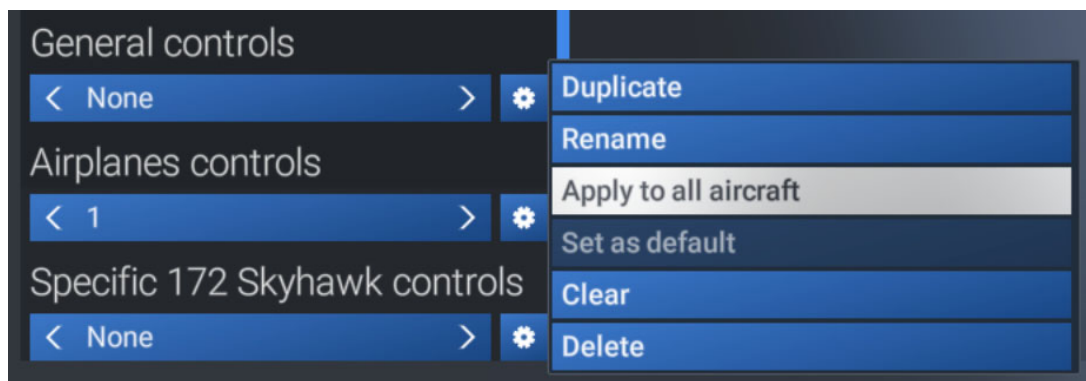 General controls
None
Airplanes controls
1
Specific 172 Skyhawk controls
None
Duplicate
Rename
Apply to all aircraft
Set as default
Clear
Delete